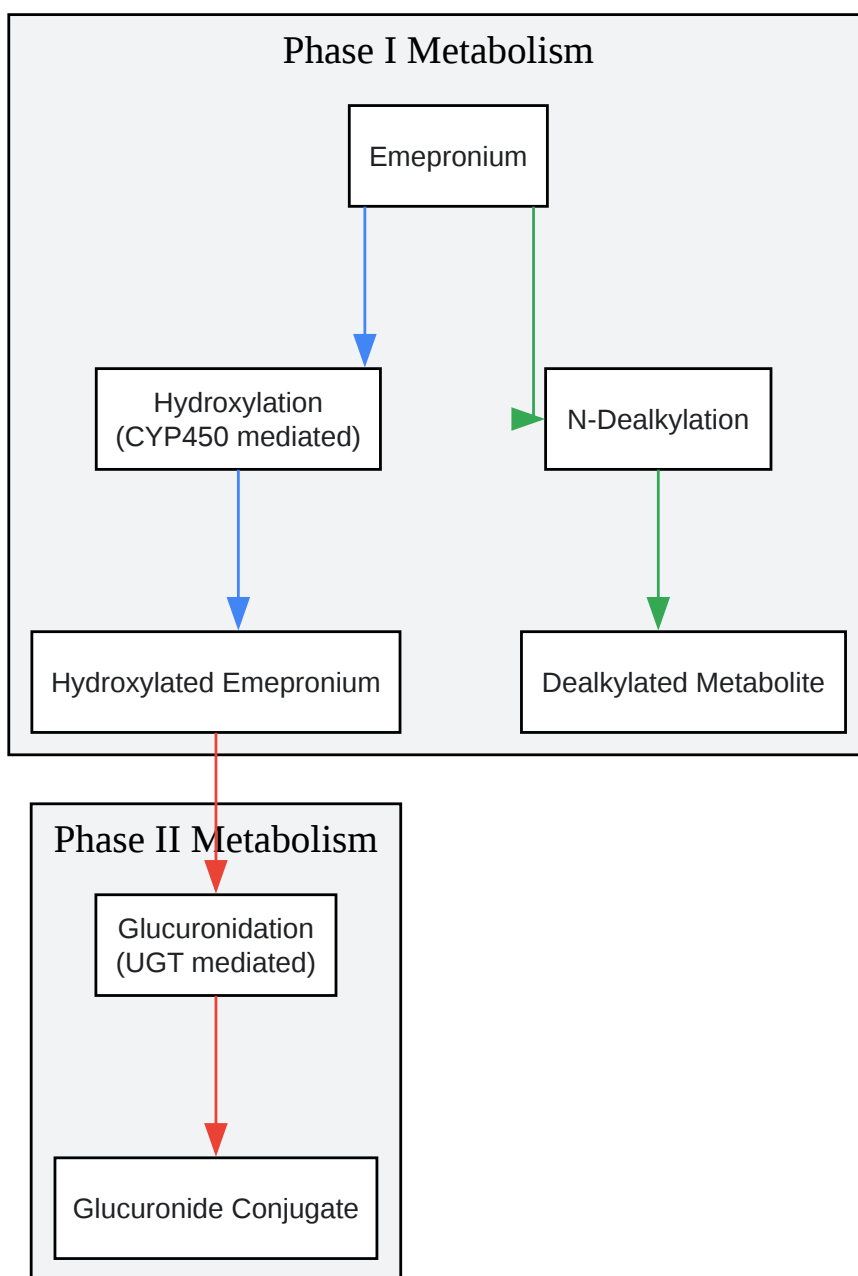 Phase I Metabolism
Emepronium
Hydroxylation
(CYP450 mediated)
N-Dealkylation
Hydroxylated Emepronium
Dealkylated Metabolite
Phase II Metabolism
Glucuronidation
(UGT mediated)
Glucuronide Conjugate